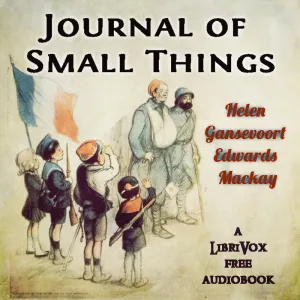 JOURNAL OF
SMALL THINGS
Helen
Gansevoort
Edwards
Mackay
A
LIBRIVOX
FREE
AUDIOBOOK